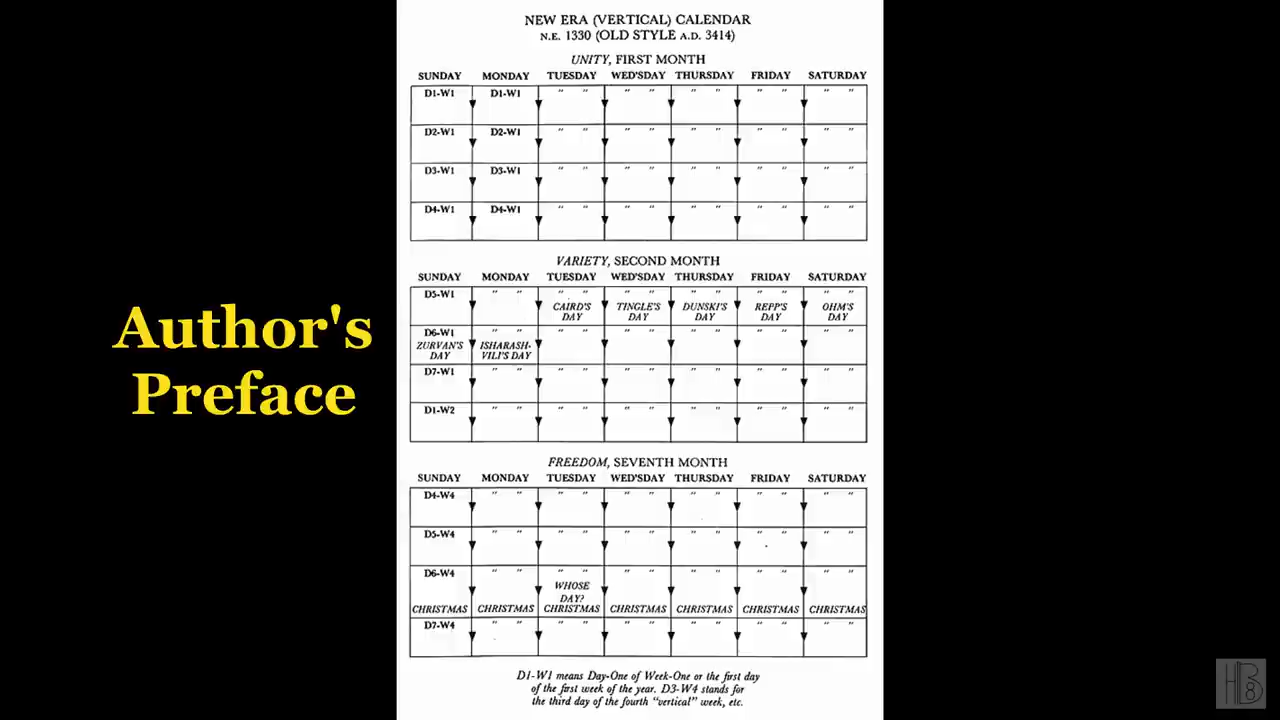 Author's
Preface
NEW ERA (VERTICAL) CALENDAR
N.E. 1330 (OLD STYLE A.D. 3414)
UNITY, FIRST MONTH
SUNDAY MONDAY TUESDAY WED'SDAY THURSDAY FRIDAY SATURDAY
D1-W1 D1-W1 " " " " " " " " " "
D2-W1 D2-W1 " " " " " " " " " "
D3-W1 D3-W1 " " " " " " " " " "
D4-W1 D4-W1 " " " " " " " " " "
VARIETY, SECOND MONTH
SUNDAY MONDAY TUESDAY WED'SDAY THURSDAY FRIDAY SATURDAY
D5-W1 " " " " " " " " " " " "
CAIRD'S TINGLE'S DUNSKI'S REPP'S OHM'S
DAY DAY DAY DAY DAY
D6-W1 " " " " " " " " " " " "
ZURVAN'S ISHARASH-
DAY VILI'S DAY
D7-W1 " " " " " " " " " " " "
D1-W2 " " " " " " " " " " " "
FREEDOM, SEVENTH MONTH
SUNDAY MONDAY TUESDAY WED'SDAY THURSDAY FRIDAY SATURDAY
D4-W4 " " " " " " " " " " " "
D5-W4 " " " " " " " " " " " "
D6-W4 " " " " " " " " " " " "
WHOSE
DAY?
CHRISTMAS CHRISTMAS CHRISTMAS CHRISTMAS CHRISTMAS CHRISTMAS CHRISTMAS
D7-W4 " " " " " " " " " " " "
D1-W1 means Day-One of Week-One or the first day
of the first week of the year. D3-W4 stands for
the third day of the fourth "vertical" week, etc.
HB8